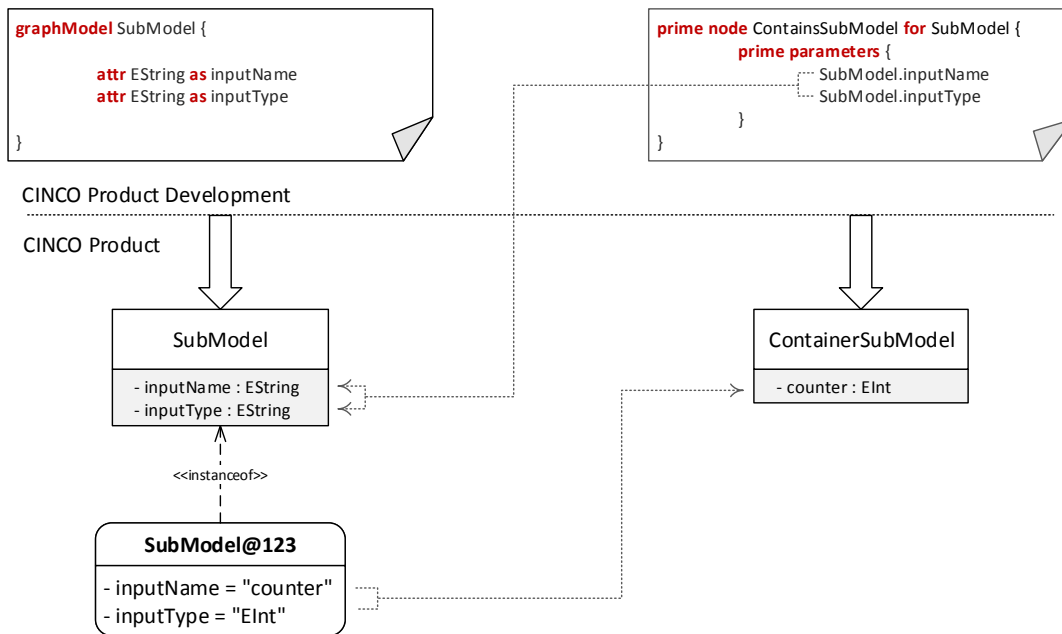 graphModel SubModel {
attr EString as inputName
attr EString as inputType
}
prime node ContainsSubModel for SubModel {
prime parameters {
SubModel.inputName
SubModel.inputType
}
}
CINCO Product Development
CINCO Product
SubModel
- inputName : EString
- inputType : EString
ContainerSubModel
- counter : EInt
<<instanceof>>
SubModel@123
- inputName = "counter"
- inputType = "EInt"